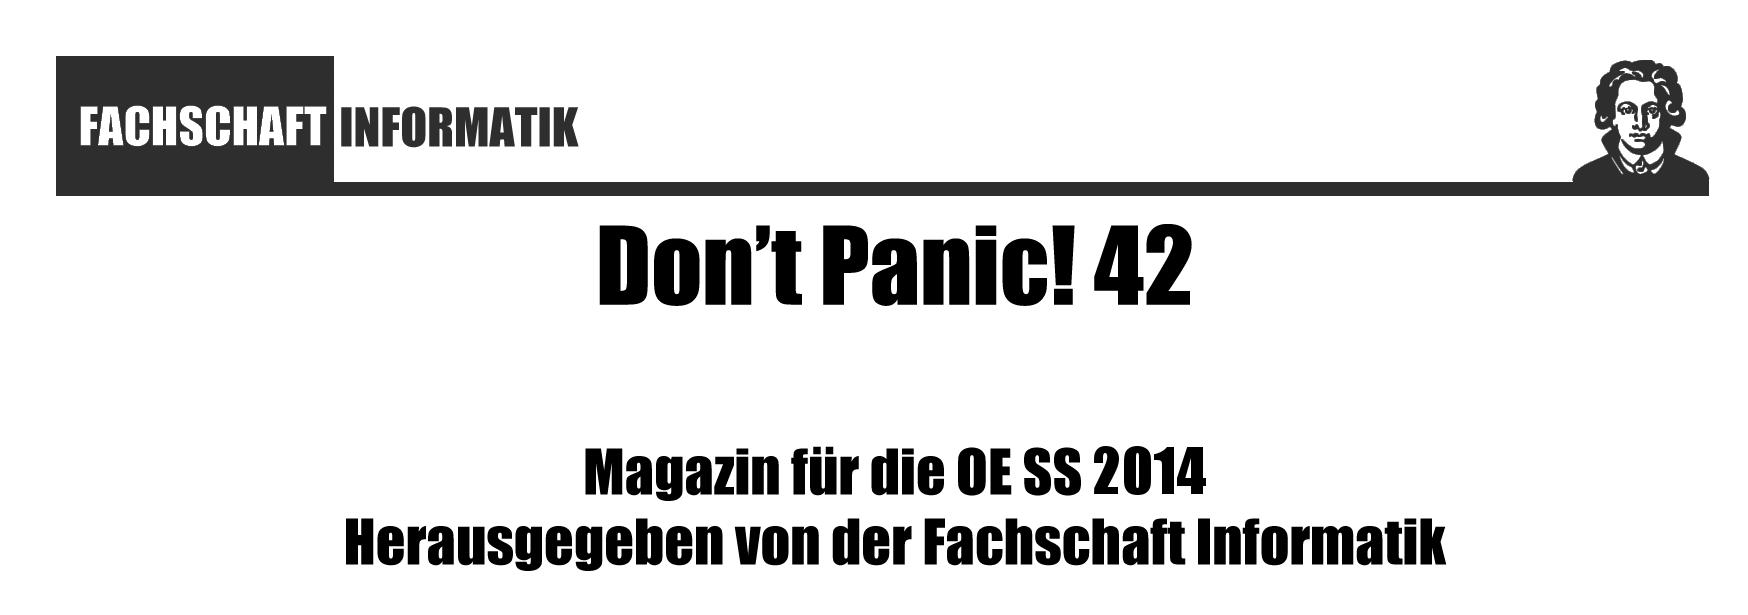 FACHSCHAFT INFORMATIK
Don’t Panic! 42
Magazin für die OE SS 2014
Herausgegeben von der Fachschaft Informatik